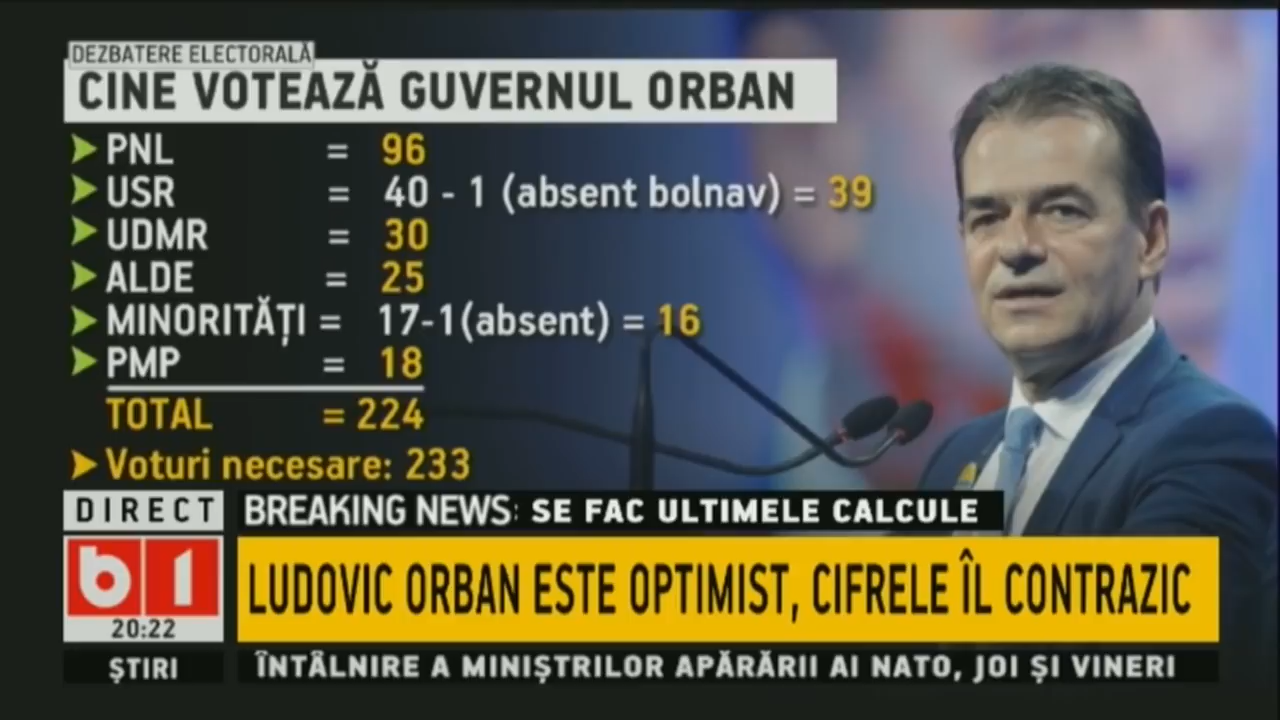 DEZBATERE ELECTORALĂ
CINE VOTEAZĂ GUVERNUL ORBAN
PNL = 96
USR = 40 - 1 (absent bolnav) = 39
UDMR = 30
ALDE = 25
MINORITĂȚI = 17-1(absent) = 16
PMP = 18
TOTAL = 224
Voturi necesare: 233
DIRECT
BREAKING NEWS: SE FAC ULTIMELE CALCULE
b1
LUDOVIC ORBAN ESTE OPTIMIST, CIFRELE ÎL CONTRAZIC
20:22
ȘTIRI
ÎNTÂLNIRE A MINIȘTRILOR APĂRĂRII AI NATO, JOI ȘI VINERI